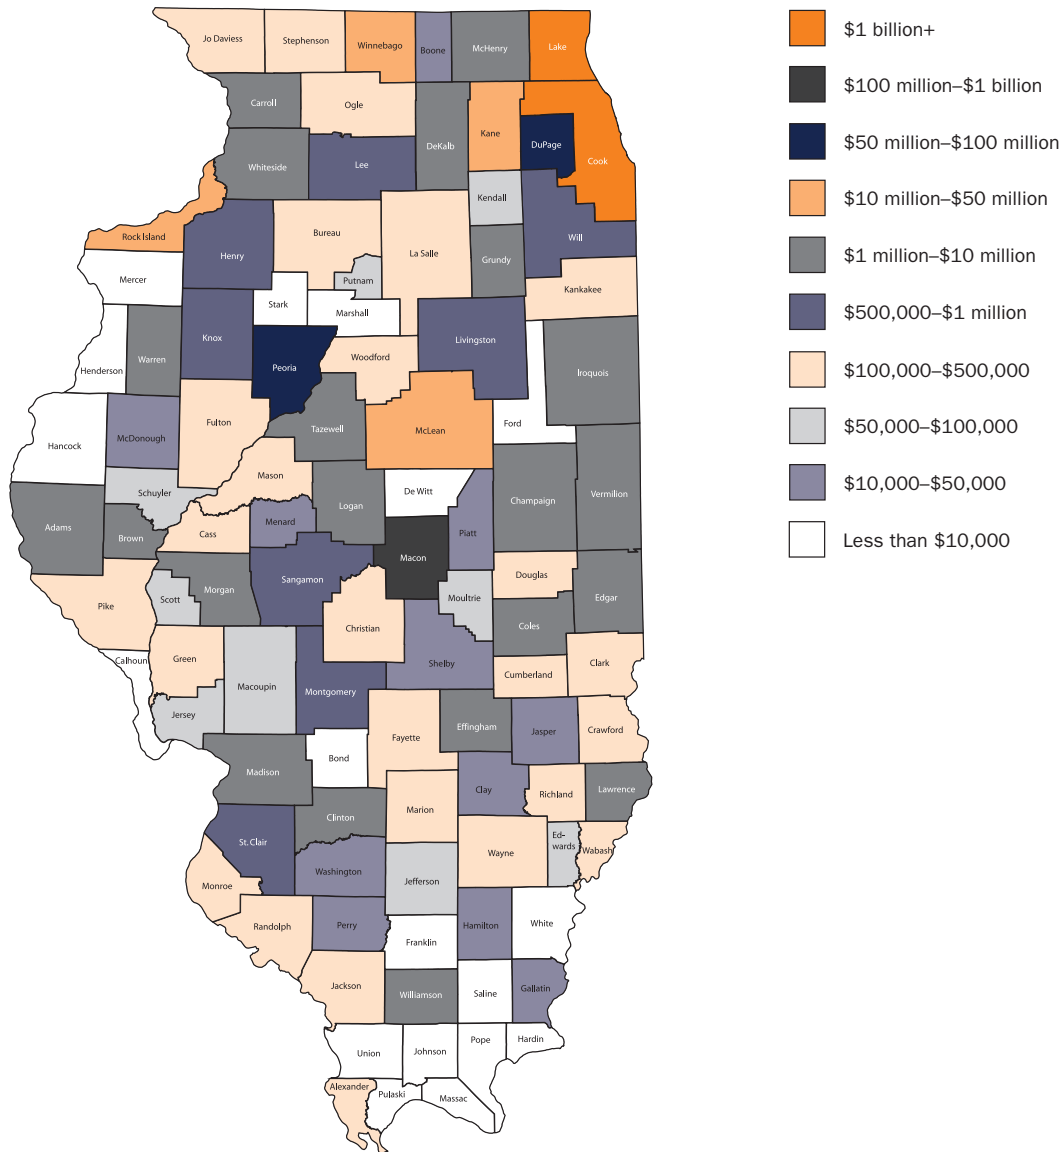 Jo Daviess
Stephenson
Winnebago
Boone
McHenry
Lake
Carroll
Ogle
DeKalb
Kane
DuPage
Cook
Whiteside
Lee
Kendall
Rock Island
Bureau
La Salle
Grundy
Will
Henry
Mercer
Putnam
Kankakee
Stark
Marshall
Knox
Livingston
Woodford
Warren
Peoria
Henderson
Iroquois
Fulton
Tazewell
McLean
Ford
McDonough
Hancock
Mason
De Witt
Schuyler
Logan
Champaign
Vermilion
Adams
Brown
Cass
Menard
Piatt
Macon
Sangamon
Douglas
Morgan
Scott
Moultrie
Edgar
Pike
Christian
Coles
Green
Calhoun
Shelby
Clark
Cumberland
Macoupin
Montgomery
Jersey
Effingham
Jasper
Crawford
Fayette
Bond
Madison
Clay
Richland
Lawrence
Marion
Clinton
St. Clair
Ed-
wards
Wabash
Wayne
Washington
Jefferson
Monroe
Randolph
Perry
Hamilton
White
Franklin
Jackson
Williamson
Saline
Gallatin
Union
Johnson
Pope
Hardin
Alexander
Pulaski
Massac
$1 billion+
$100 million–$1 billion
$50 million–$100 million
$10 million–$50 million
$1 million–$10 million
$500,000–$1 million
$100,000–$500,000
$50,000–$100,000
$10,000–$50,000
Less than $10,000